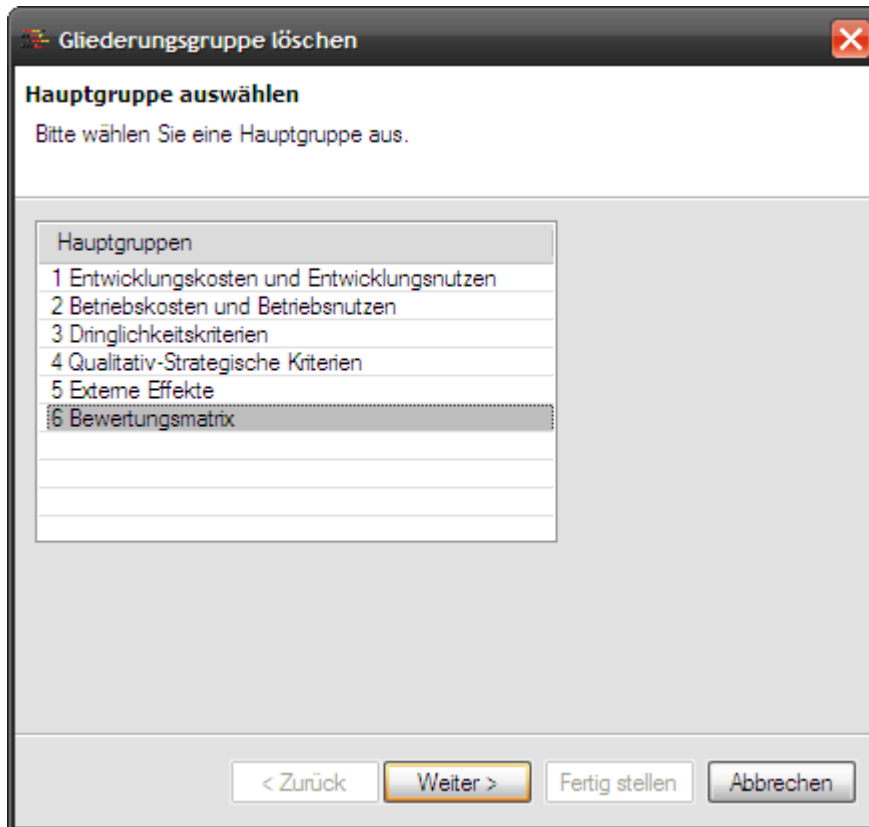 Gliederungsgruppe löschen
Hauptgruppe auswählen
Bitte wählen Sie eine Hauptgruppe aus.
Hauptgruppen
1 Entwicklungskosten und Entwicklungsnutzen
2 Betriebskosten und Betriebsnutzen
3 Dringlichkeitskriterien
4 Qualitativ-Strategische Kriterien
5 Externe Effekte
6 Bewertungsmatrix
< Zurück Weiter > Fertig stellen Abbrechen